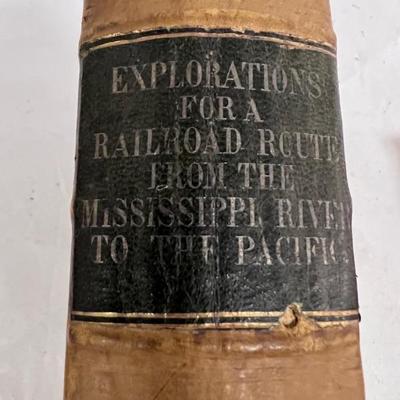 EXPLORATIONS
FOR A
RAILROAD ROUTE
FROM THE
MISSISSIPPI RIVER
TO THE PACIFIC.